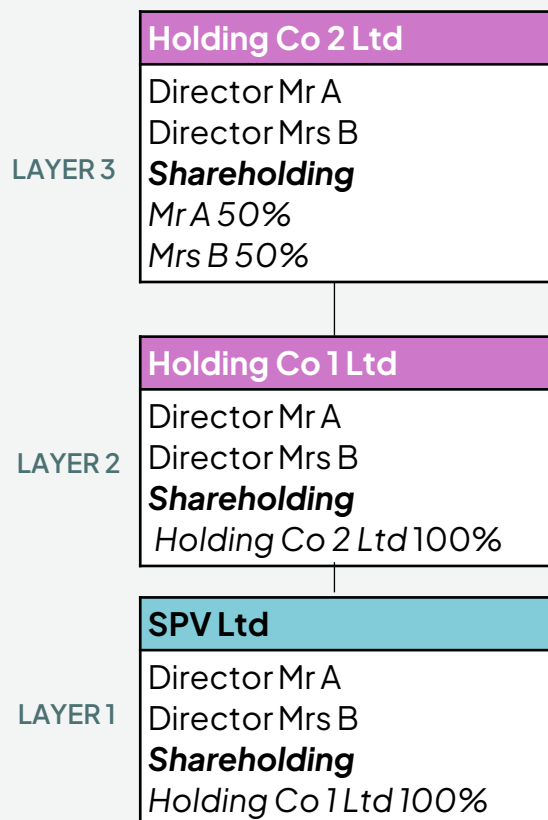 Holding Co 2 Ltd
Director Mr A
Director Mrs B
LAYER 3
Shareholding
Mr A 50%
Mrs B 50%
Holding Co 1 Ltd
Director Mr A
Director Mrs B
LAYER 2
Shareholding
Holding Co 2 Ltd 100%
SPV Ltd
Director Mr A
Director Mrs B
LAYER 1
Shareholding
Holding Co 1 Ltd 100%